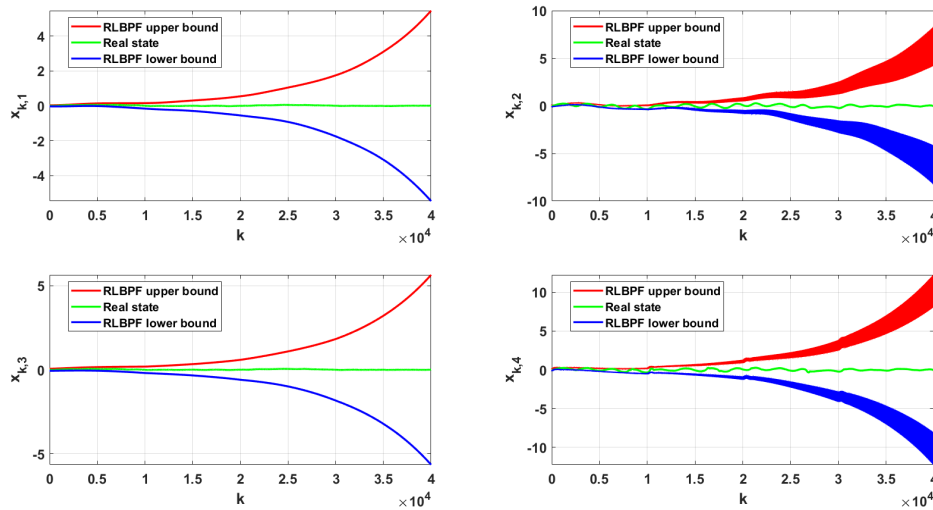 x_k,1
4
2
0
-2
-4
RLBPF upper bound
Real state
RLBPF lower bound
0 0.5 1 1.5 2 2.5 3 3.5 4
k
×10^4
x_k,2
10
5
0
-5
-10
RLBPF upper bound
Real state
RLBPF lower bound
0 0.5 1 1.5 2 2.5 3 3.5 4
k
×10^4
x_k,3
5
0
-5
RLBPF upper bound
Real state
RLBPF lower bound
0 0.5 1 1.5 2 2.5 3 3.5 4
k
×10^4
x_k,4
10
5
0
-5
-10
RLBPF upper bound
Real state
RLBPF lower bound
0 0.5 1 1.5 2 2.5 3 3.5 4
k
×10^4